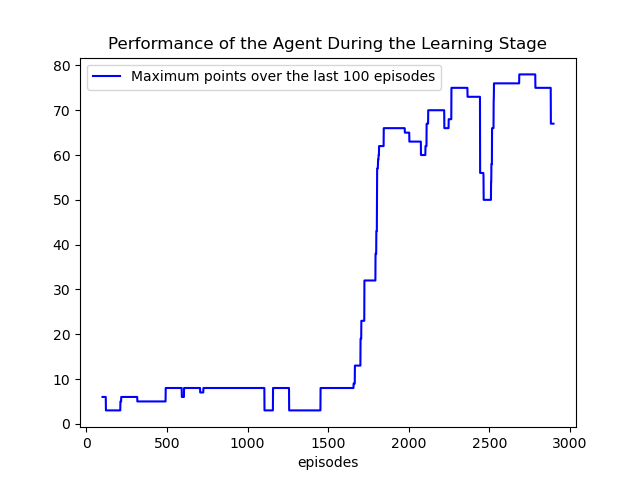 Performance of the Agent During the Learning Stage
Maximum points over the last 100 episodes
80
70
60
50
40
30
20
10
0
0 500 1000 1500 2000 2500 3000
episodes